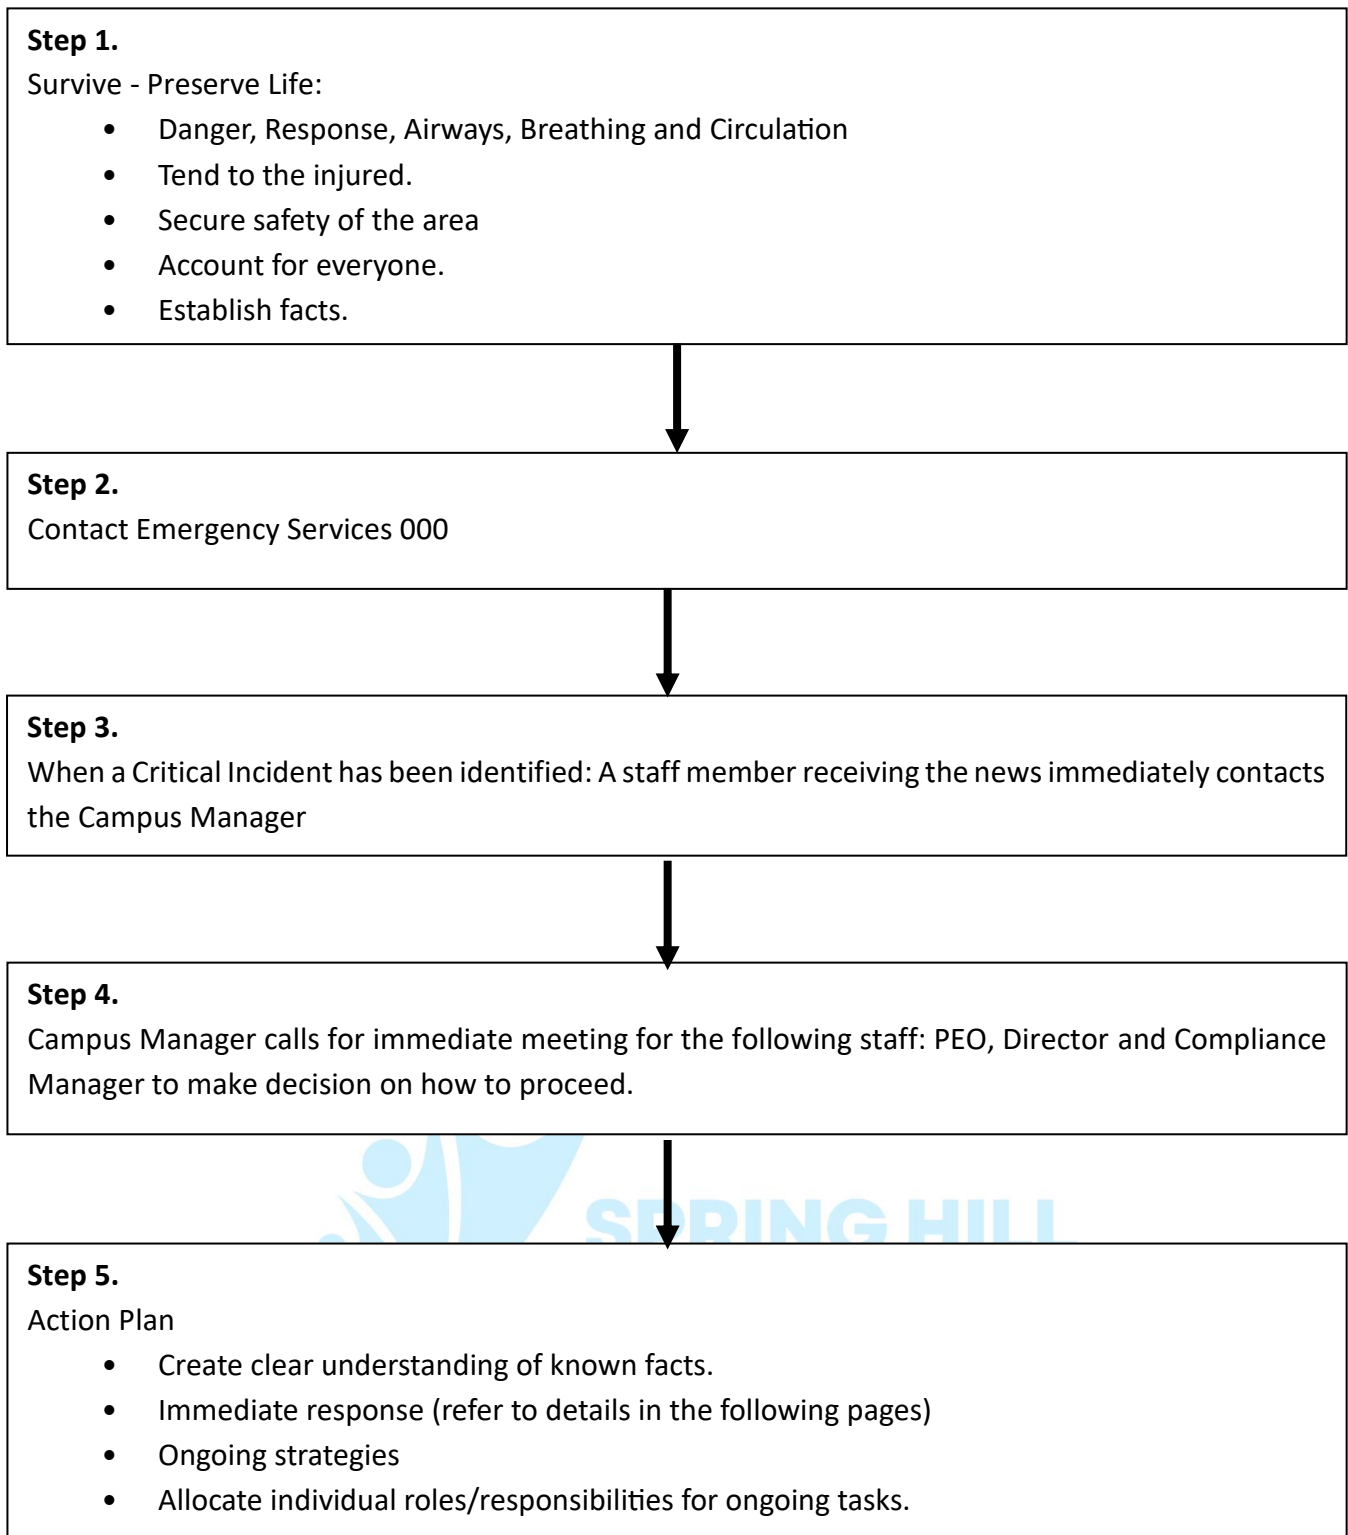 Step 1.
Survive - Preserve Life:
• Danger, Response, Airways, Breathing and Circulation
• Tend to the injured.
• Secure safety of the area
• Account for everyone.
• Establish facts.
Step 2.
Contact Emergency Services 000
Step 3.
When a Critical Incident has been identified: A staff member receiving the news immediately contacts
the Campus Manager
Step 4.
Campus Manager calls for immediate meeting for the following staff: PEO, Director and Compliance
Manager to make decision on how to proceed.
SPRING HILL
Step 5.
Action Plan
• Create clear understanding of known facts.
• Immediate response (refer to details in the following pages)
• Ongoing strategies
• Allocate individual roles/responsibilities for ongoing tasks.